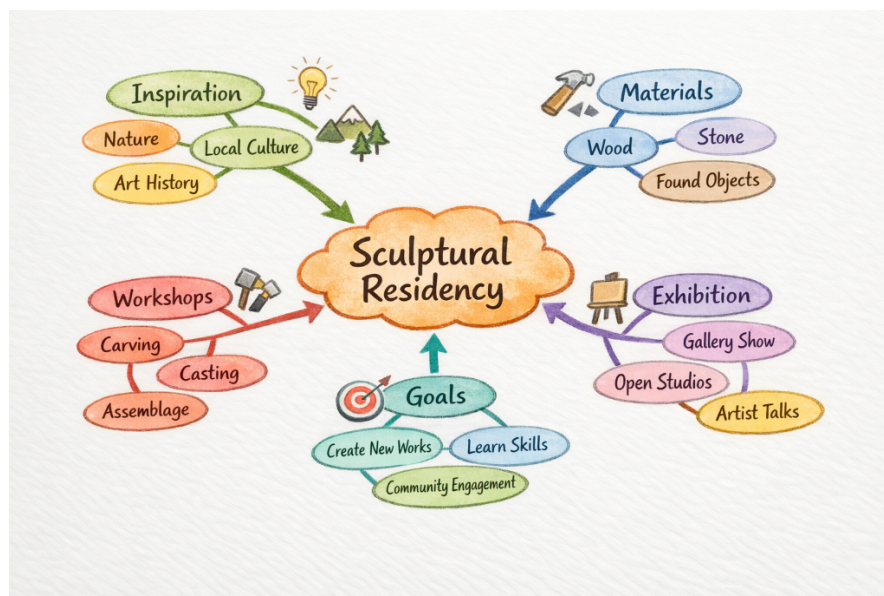 Inspiration
Nature
Local Culture
Art History
Materials
Wood
Stone
Found Objects
Sculptural
Residency
Workshops
Carving
Casting
Assemblage
Exhibition
Gallery Show
Open Studios
Artist Talks
Goals
Create New Works
Learn Skills
Community Engagement